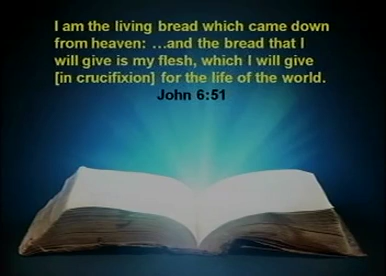 I am the living bread which came down
from heaven: ...and the bread that I
will give is my flesh, which I will give
[in crucifixion] for the life of the world.
John 6:51